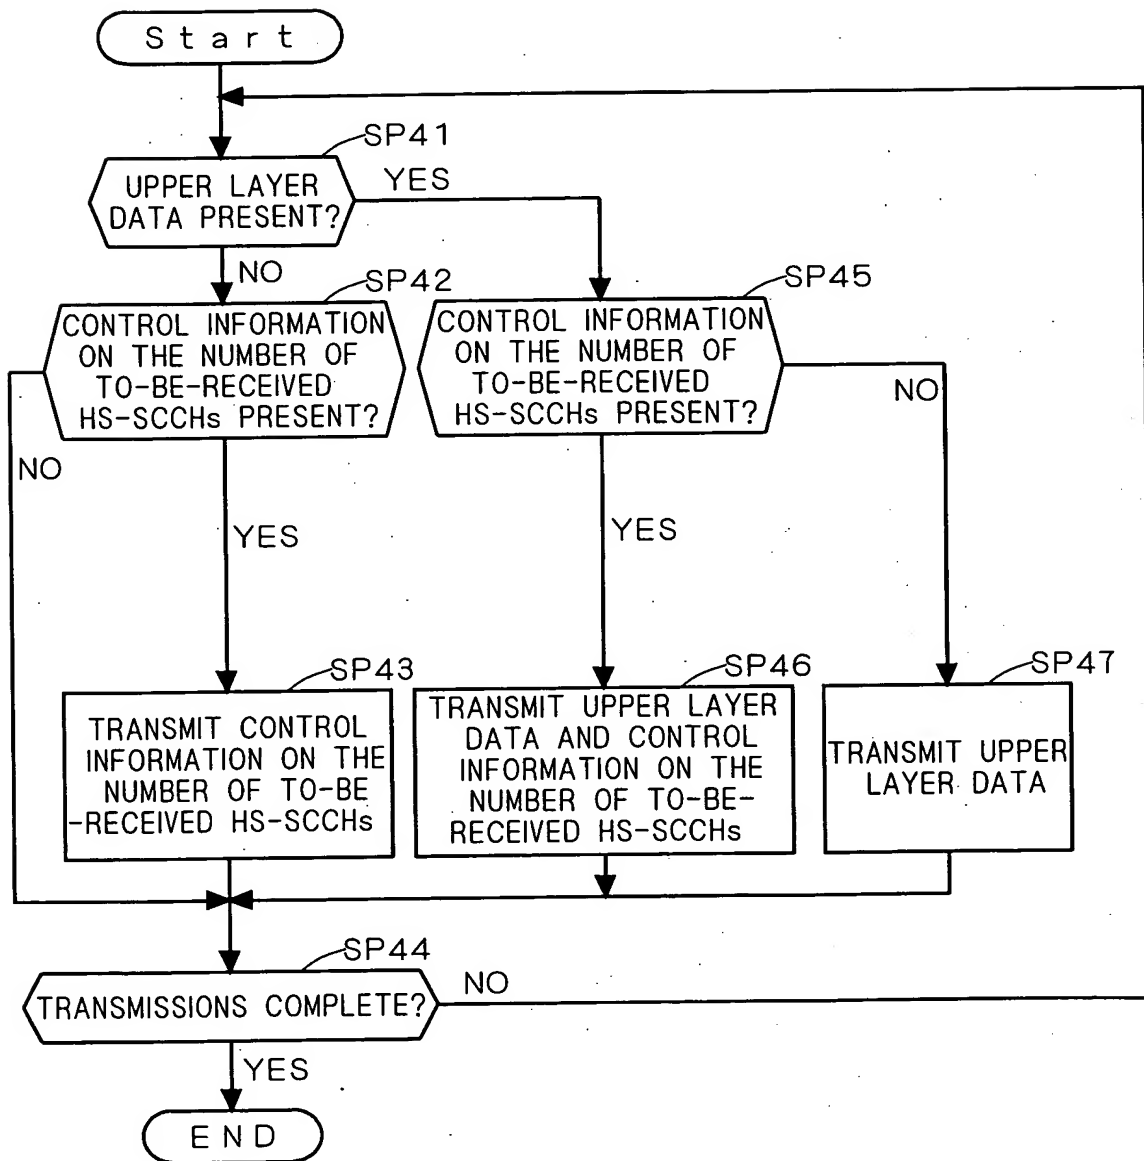 Start
SP41
UPPER LAYER
DATA PRESENT?
YES
NO
SP42
CONTROL INFORMATION
ON THE NUMBER OF
TO-BE-RECEIVED
HS-SCCHs PRESENT?
SP45
CONTROL INFORMATION
ON THE NUMBER OF
TO-BE-RECEIVED
HS-SCCHs PRESENT?
NO
NO
YES
YES
SP43
TRANSMIT CONTROL
INFORMATION ON THE
NUMBER OF TO-BE
-RECEIVED HS-SCCHs
SP46
TRANSMIT UPPER LAYER
DATA AND CONTROL
INFORMATION ON THE
NUMBER OF TO-BE-
RECEIVED HS-SCCHs
SP47
TRANSMIT UPPER
LAYER DATA
SP44
TRANSMISSIONS COMPLETE?
NO
YES
END